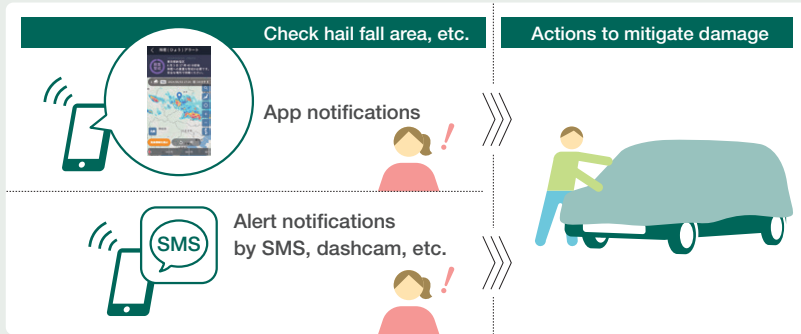 Check hail fall area, etc.
Actions to mitigate damage
App notifications
Alert notifications
by SMS, dashcam, etc.
SMS